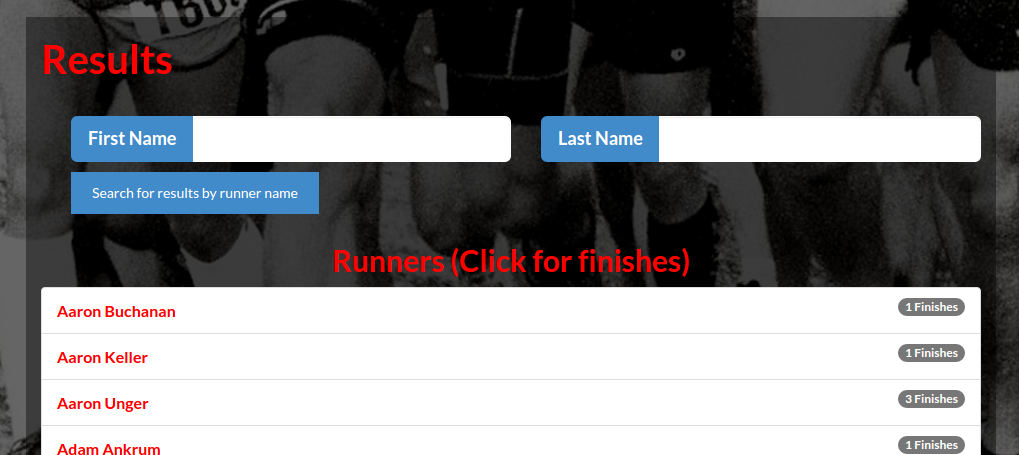 Results
First Name
Last Name
Search for results by runner name
Runners (Click for finishes)
Aaron Buchanan 1 Finishes
Aaron Keller 1 Finishes
Aaron Unger 3 Finishes
Adam Ankrum 1 Finishes